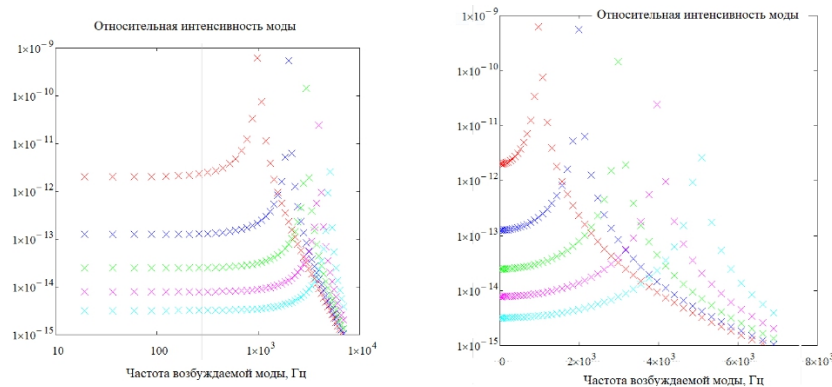 Относительная интенсивность моды
1×10⁻⁹
1×10⁻¹⁰
1×10⁻¹¹
1×10⁻¹²
1×10⁻¹³
1×10⁻¹⁴
1×10⁻¹⁵
10 100 1×10³ 1×10⁴
Частота возбуждаемой моды, Гц
Относительная интенсивность моды
1×10⁻⁹
1×10⁻¹⁰
1×10⁻¹¹
1×10⁻¹²
1×10⁻¹³
1×10⁻¹⁴
1×10⁻¹⁵
0 2×10³ 4×10³ 6×10³ 8×10³
Частота возбуждаемой моды, Гц